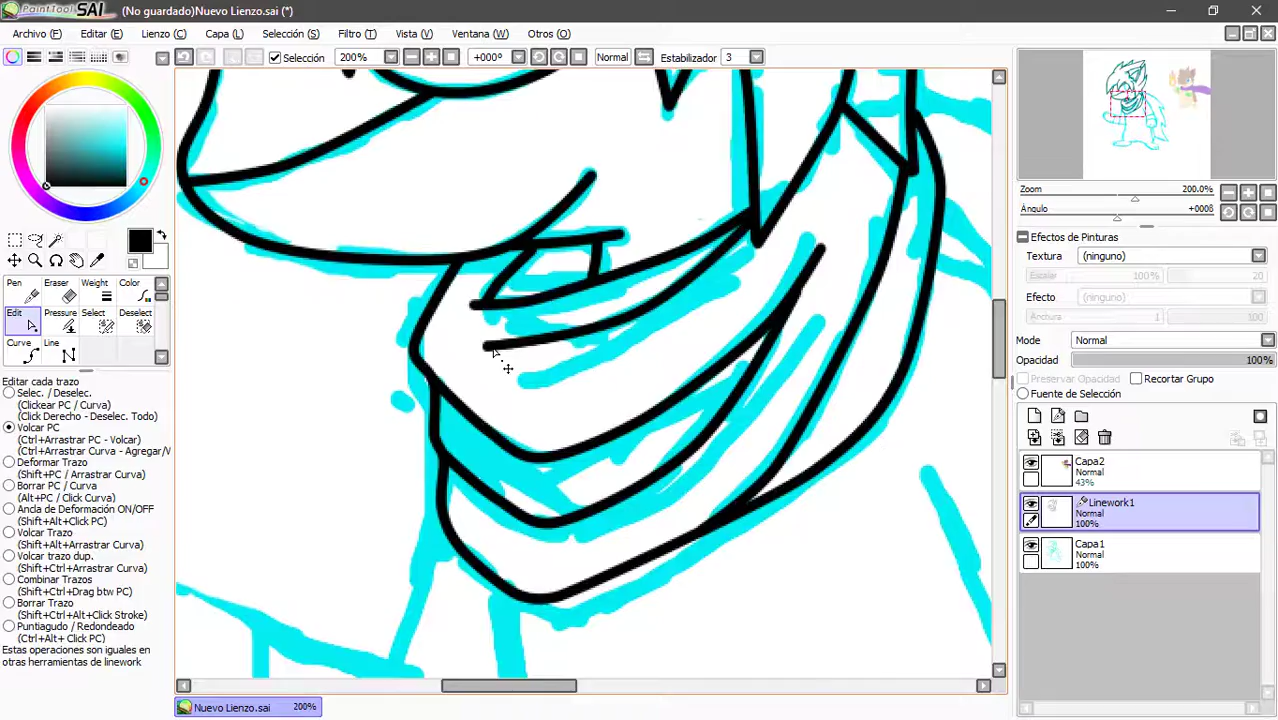 PaintTool SAI (No guardado)Nuevo Lienzo.sai (*)
Archivo (F) Editar (E) Lienzo (C) Capa (L) Selección (S) Filtro (T) Vista (V) Ventana (W) Otros (O)
Selección 200% +000º Normal Estabilizador 3
Zoom 200.0%
Ángulo +0008
Efectos de Pinturas
Textura (ninguno)
Escalar 100% 20
Efecto (ninguno)
Anctura 1 100
Modo Normal
Opacidad 100%
Preservar Opacidad Recortar Grupo
Fuente de Selección
Capa2
Normal
43%
Linework1
Normal
100%
Capa1
Normal
100%
Pen Eraser Weight Color
Edit Pressure Select Deselect
Curve Line
Editar cada trazo
Selec. / Deselec.
(Clickear PC / Curva)
(Click Derecho - Deselec. Todo)
Volcar PC
(Ctrl+Arrastrar PC - Volcar)
(Ctrl+Arrastrar Curva - Agregar/V
Deformar Trazo
(Shift+PC / Arrastrar Curva)
Borrar PC / Curva
(Alt+PC / Click Curva)
Anda de Deformación ON/OFF
(Shift+Alt+Click PC)
Volcar Trazo
(Shift+Alt+Arrastrar Curva)
Volcar trazo dup.
(Shift+Ctrl+Arrastrar Curva)
Combinar Trazos
(Shift+Ctrl+Drag btw PC)
Borrar Trazo
(Shift+Ctrl+Alt+Click Stroke)
Puntiagudo / Redondeado
(Ctrl+Alt+ Click PC)
Estas operaciones son iguales en
otras herramientas de linework
Nuevo Lienzo.sai 200%